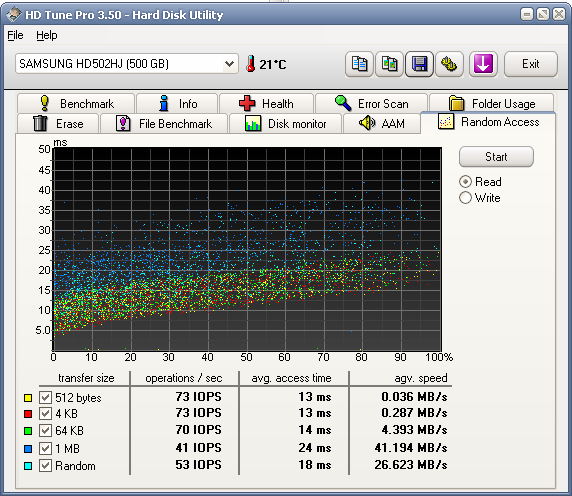 HD Tune Pro 3.50 - Hard Disk Utility
File Help
SAMSUNG HD502HJ (500 GB) 21°C Exit
Benchmark Info Health Error Scan Folder Usage
Erase File Benchmark Disk monitor AAM Random Access
ms
50
45
40
35
30
25
20
15
10
5.0
0 10 20 30 40 50 60 70 80 90 100%
Start
Read
Write
transfer size operations / sec avg. access time agv. speed
512 bytes 73 IOPS 13 ms 0.036 MB/s
4 KB 73 IOPS 13 ms 0.287 MB/s
64 KB 70 IOPS 14 ms 4.393 MB/s
1 MB 41 IOPS 24 ms 41.194 MB/s
Random 53 IOPS 18 ms 26.623 MB/s